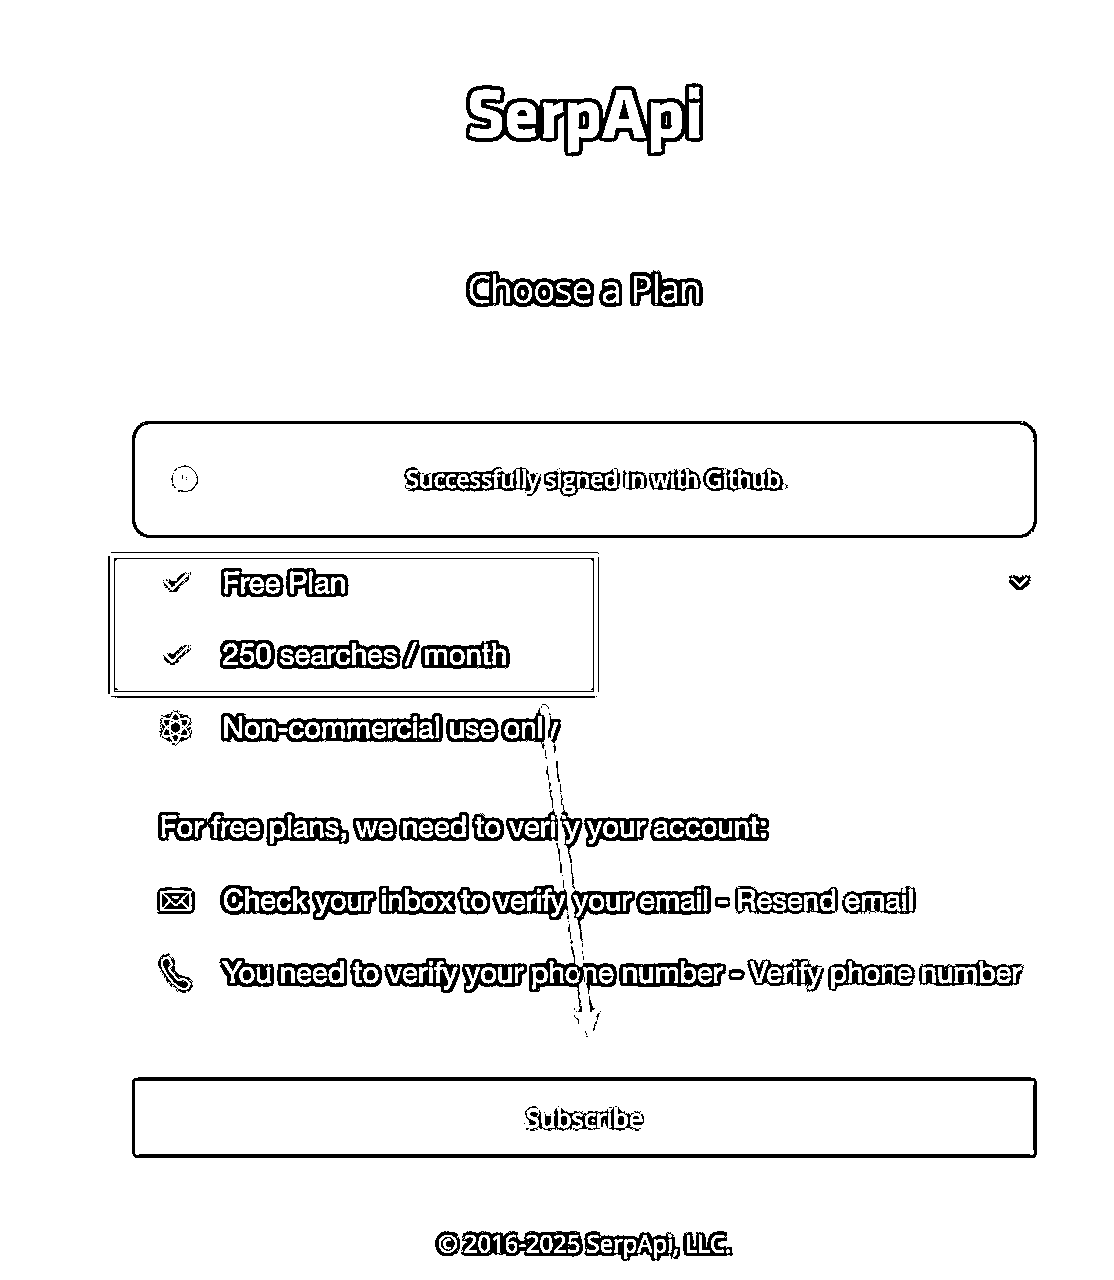 SerpApi
Choose a Plan
Successfully signed in with Github.
Free Plan
250 searches / month
Non-commercial use only
For free plans, we need to verify your account:
Check your inbox to verify your email - Resend email
You need to verify your phone number - Verify phone number
Subscribe
© 2016-2025 SerpApi, LLC.